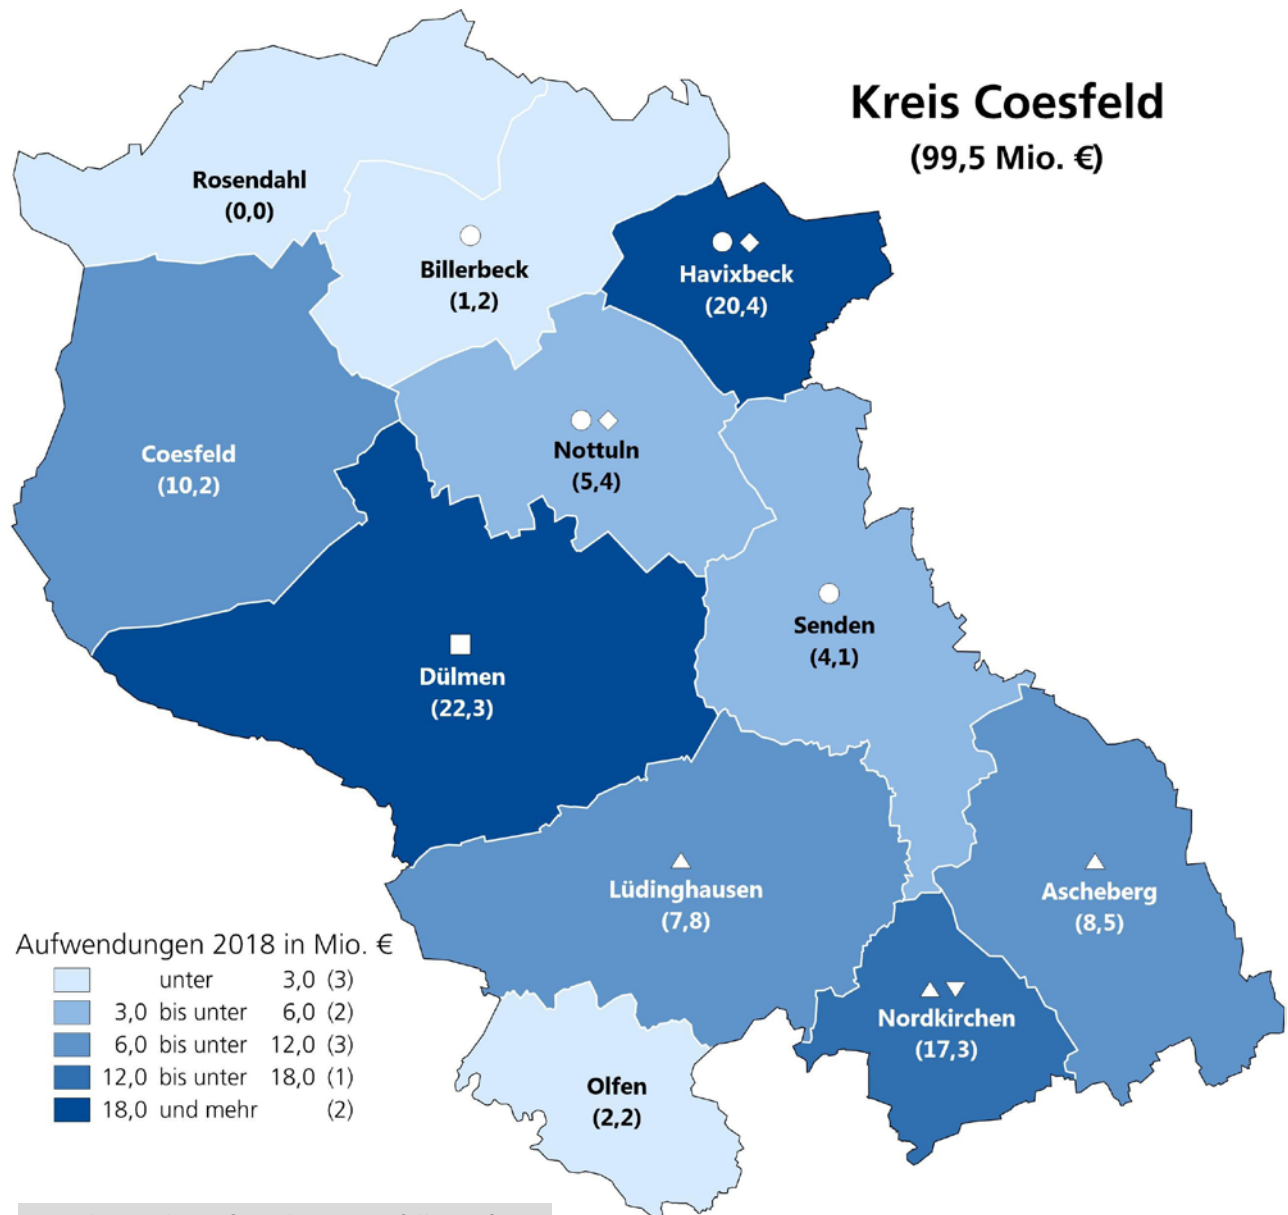 Kreis Coesfeld
(99,5 Mio. €)
Rosendahl
(0,0)
Billerbeck
(1,2)
Havixbeck
(20,4)
Coesfeld
(10,2)
Nottuln
(5,4)
Senden
(4,1)
Dülmen
(22,3)
Lüdinghausen
(7,8)
Ascheberg
(8,5)
Nordkirchen
(17,3)
Olfen
(2,2)
Aufwendungen 2018 in Mio. €
unter 3,0 (3)
3,0 bis unter 6,0 (2)
6,0 bis unter 12,0 (3)
12,0 bis unter 18,0 (1)
18,0 und mehr (2)